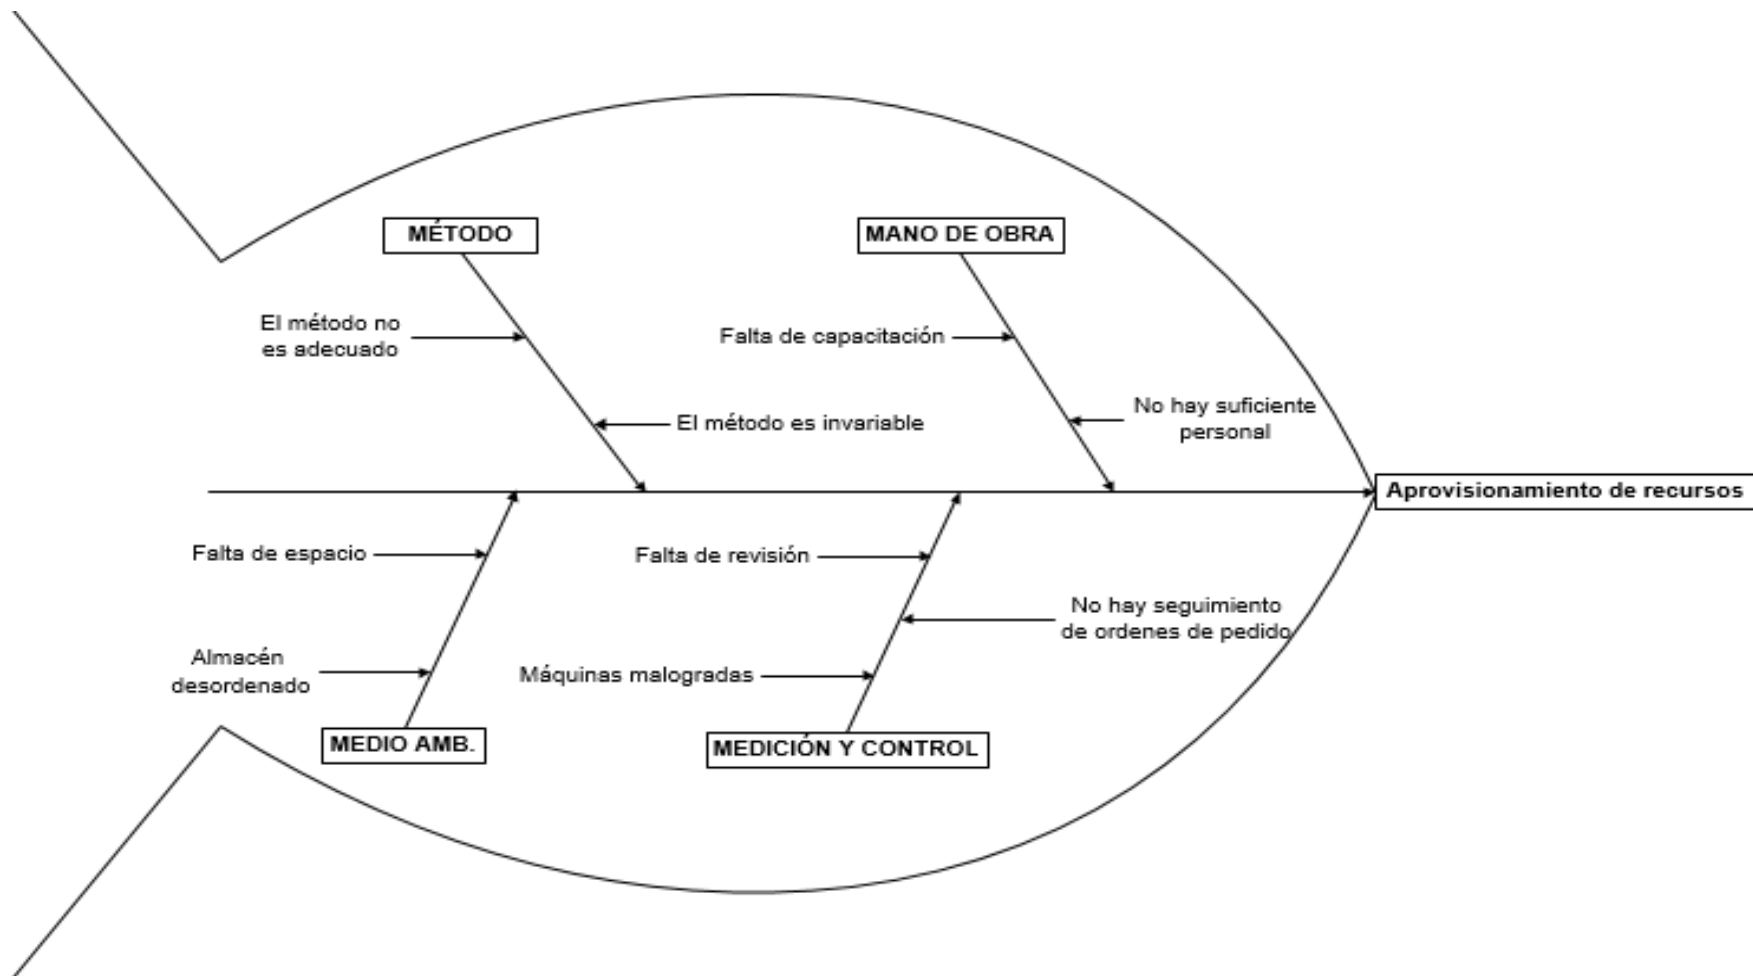 MÉTODO
MANO DE OBRA
El método no
es adecuado
Falta de capacitación
El método es invariable
No hay suficiente
personal
Aprovisionamiento de recursos
Falta de espacio
Falta de revisión
No hay seguimiento
de ordenes de pedido
Almacén
desordenado
Máquinas malogradas
MEDIO AMB.
MEDICIÓN Y CONTROL